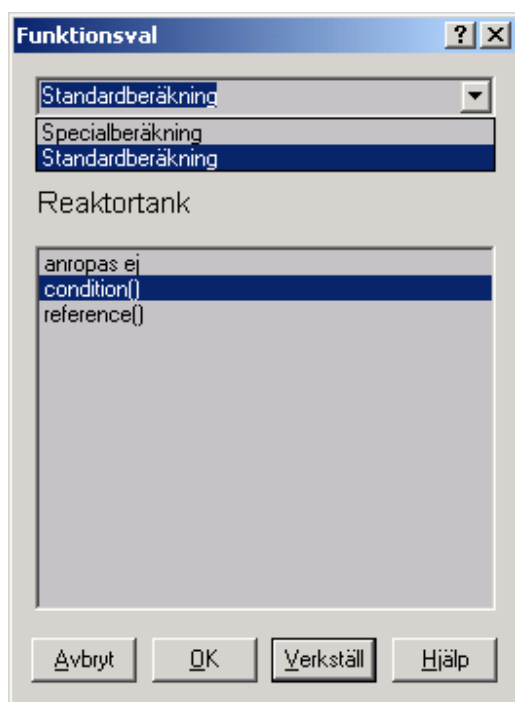 Funktionsval
Standardberäkning
Specialberäkning
Standardberäkning
Reaktortank
anropas ej
condition()
reference()
Avbryt OK Verkställ Hjälp